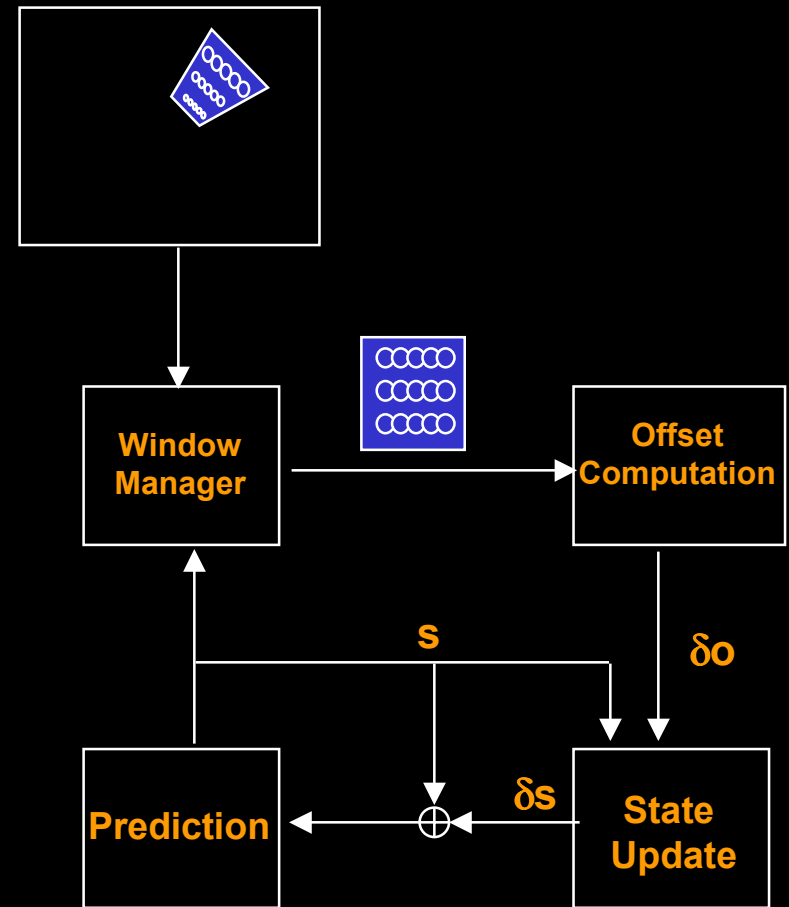 Window
Manager
Offset
Computation
s
δo
δs
Prediction
State
Update